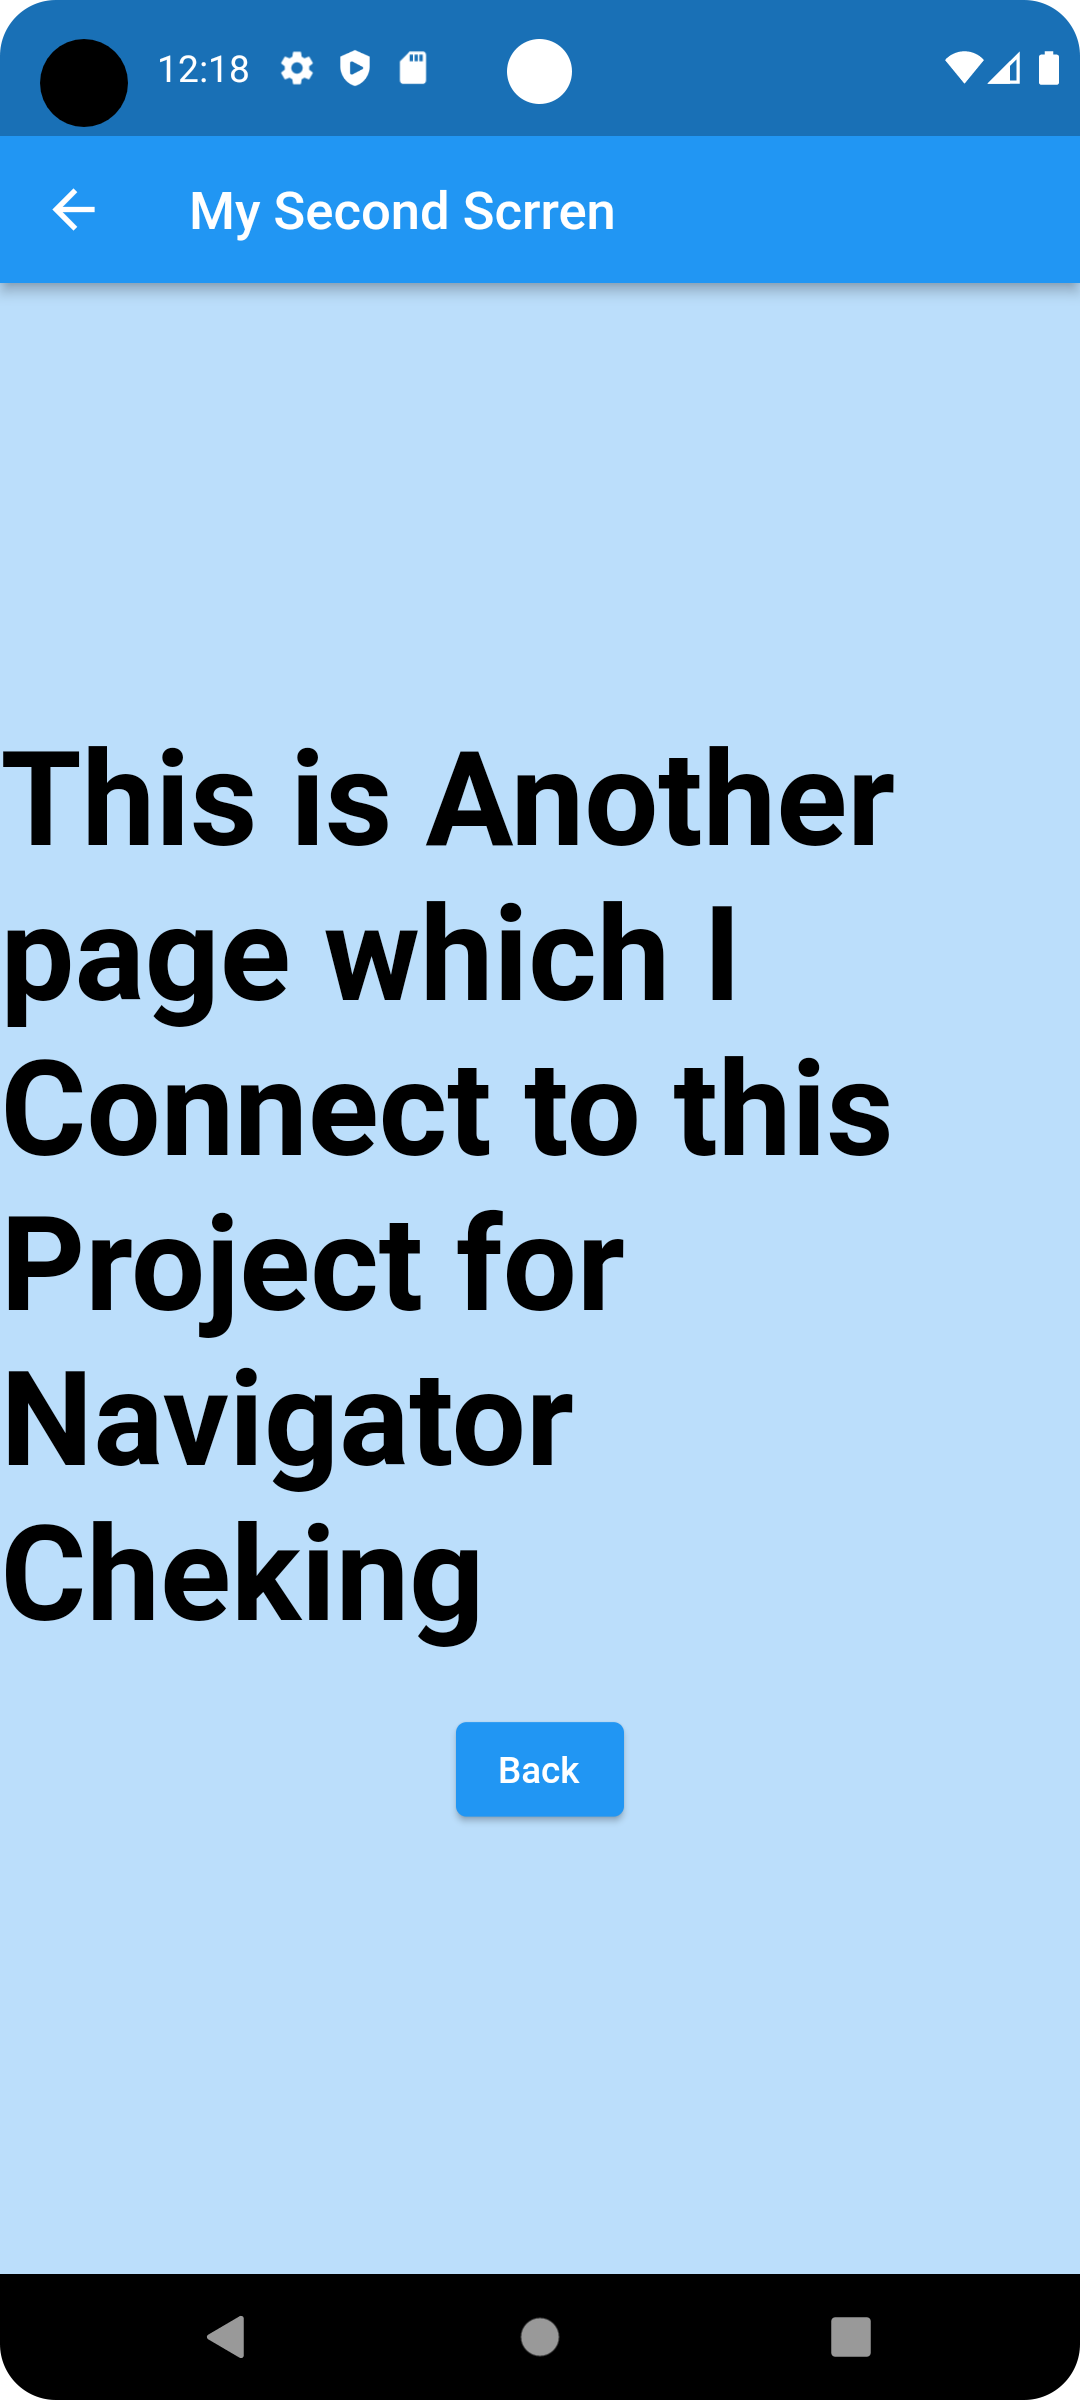 12:18
My Second Scrren
This is Another
page which I
Connect to this
Project for
Navigator
Cheking
Back